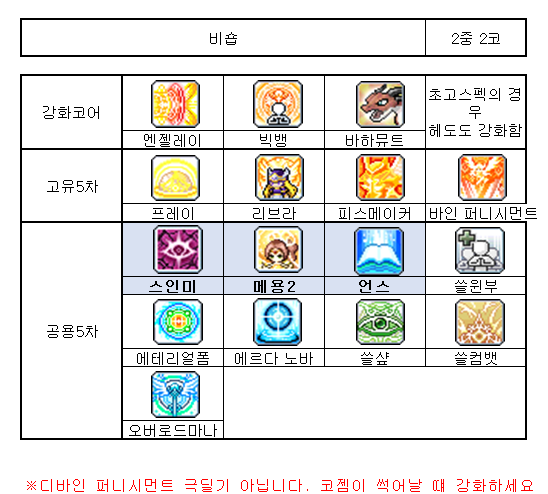 비숍 2중 2코
강화코어
엔젤레이 빅뱅 바하뮤트
초고스펙의 경
우
헤도도 강화함
고유5차
프레이 리브라 피스메이커 바인 퍼니시먼트
공용5차
스인미 메용2 언스 쓸윈부
에테리얼폼 에르다 노바 쓸샾 쓸컴뱃
오버로드마나
※디바인 퍼니시먼트 극딜기 아닙니다. 코젬이 썩어날 떄 강화하세요